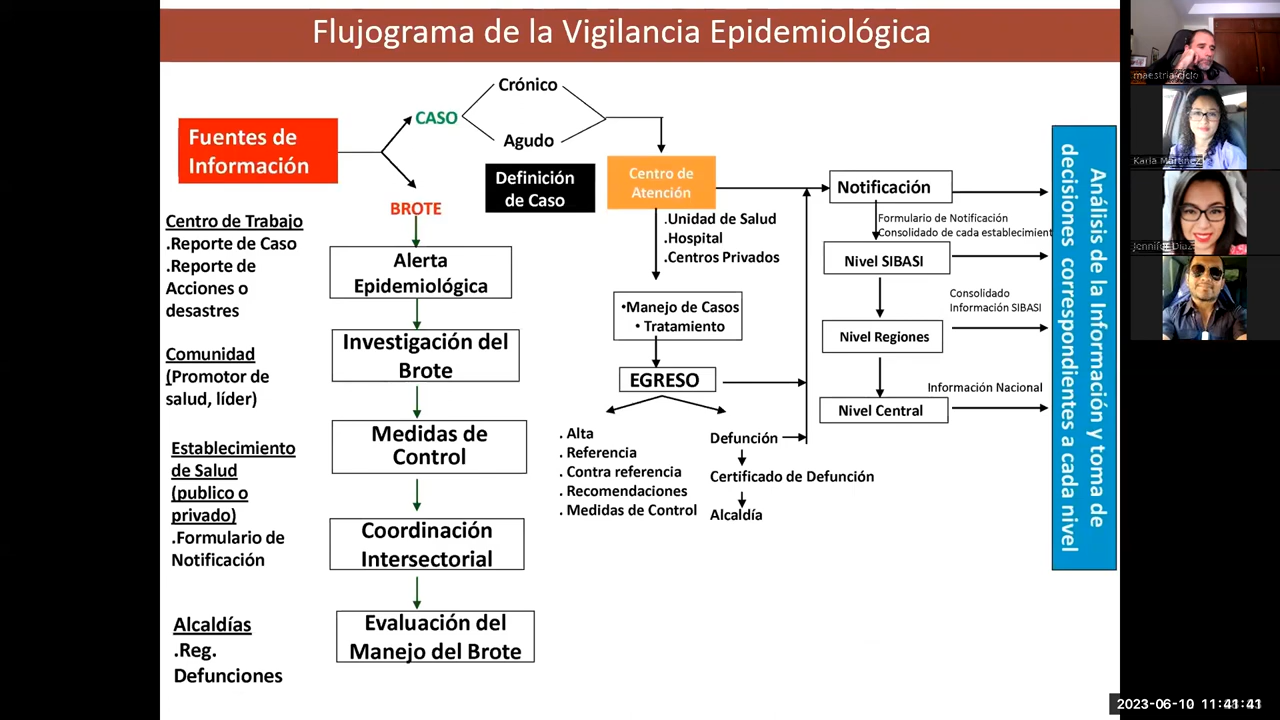 Flujograma de la Vigilancia Epidemiológica
Fuentes de
Información
CASO
Crónico
Agudo
BROTE
Definición
de Caso
Centro de
Atención
.Unidad de Salud
.Hospital
.Centros Privados
Centro de Trabajo
.Reporte de Caso
.Reporte de
Acciones o
desastres
Comunidad
(Promotor de
salud, líder)
Establecimiento
de Salud
(publico o
privado)
.Formulario de
Notificación
Alcaldías
.Reg.
Defunciones
Alerta
Epidemiológica
Investigación del
Brote
Medidas de
Control
Coordinación
Intersectorial
Evaluación del
Manejo del Brote
•Manejo de Casos
• Tratamiento
EGRESO
. Alta
. Referencia
. Contra referencia
. Recomendaciones
. Medidas de Control
Defunción
Certificado de Defunción
Alcaldía
Notificación
Formulario de Notificación
Consolidado de cada establecimient
Nivel SIBASI
Consolidado
Información SIBASI
Nivel Regiones
Información Nacional
Nivel Central
Análisis de la Información y toma de
decisiones correspondientes a cada nivel
maestria ciclo
Karla Martinez
Jennifer Díaz
2023-06-10 11:41:41